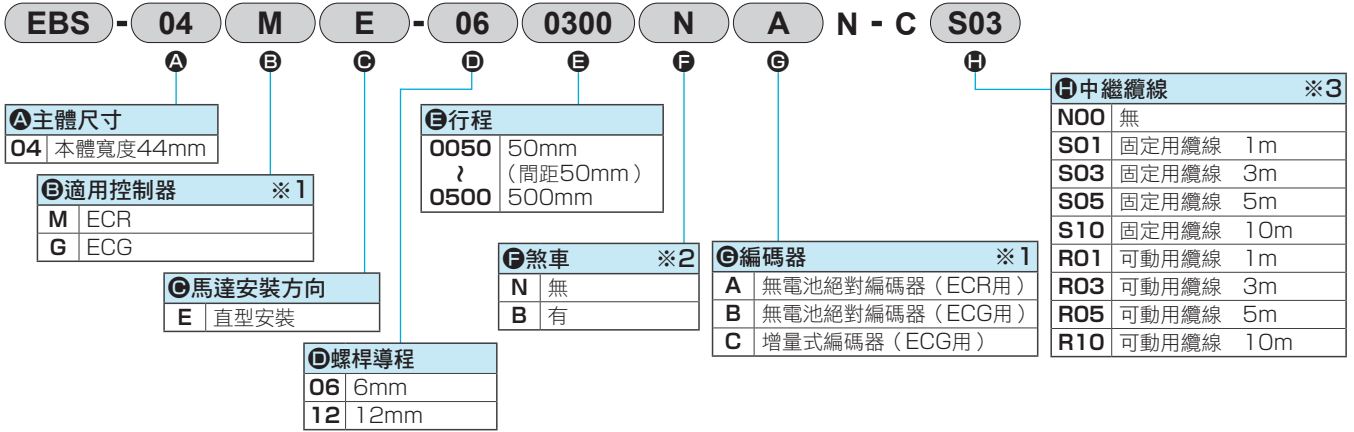 EBS - 04 M E - 06 0300 N A N - C S03
A B C D E F G H
A主體尺寸
04 本體寬度44mm
B適用控制器 ※1
M ECR
G ECG
C馬達安裝方向
E 直型安裝
D螺桿導程
06 6mm
12 12mm
E行程
0050 50mm
~ （間距50mm）
0500 500mm
F煞車 ※2
N 無
B 有
G編碼器 ※1
A 無電池絕對編碼器（ECR用）
B 無電池絕對編碼器（ECG用）
C 增量式編碼器（ECG用）
H中繼纜線 ※3
N00 無
S01 固定用纜線 1m
S03 固定用纜線 3m
S05 固定用纜線 5m
S10 固定用纜線 10m
R01 可動用纜線 1m
R03 可動用纜線 3m
R05 可動用纜線 5m
R10 可動用纜線 10m